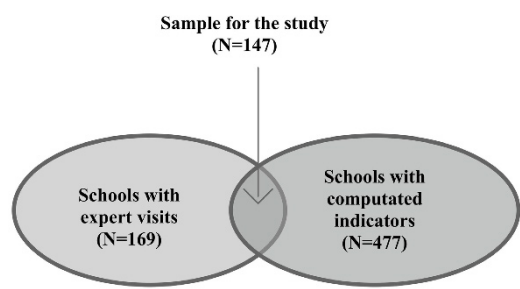 Sample for the study
(N=147)
Schools with
expert visits
(N=169)
Schools with
computated
indicators
(N=477)